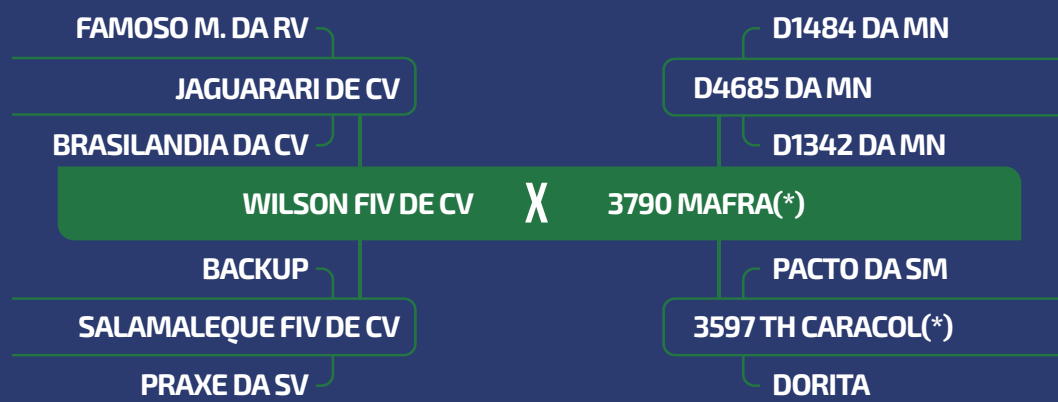 FAMOSO M. DA RV
D1484 DA MN
JAGUARARI DE CV
D4685 DA MN
BRASILANDIA DA CV
D1342 DA MN
WILSON FIV DE CV X 3790 MAFRA(*)
BACKUP
PACTO DA SM
SALAMALEQUE FIV DE CV
3597 TH CARACOL(*)
PRAXE DA SV
DORITA